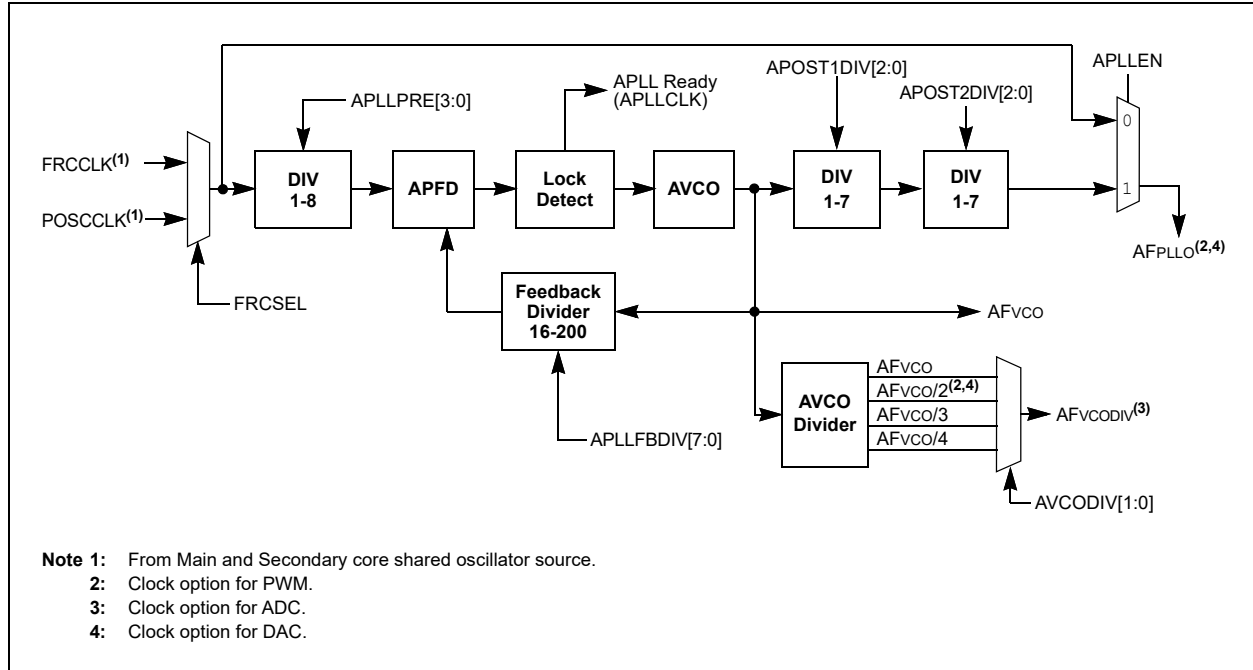 APLLEN
APOST1DIV[2:0]
APLL Ready
(APLLCLK)
APOST2DIV[2:0]
APLLPRE[3:0]
0
FRCCLK(1)
DIV
1-8
APFD
Lock
Detect
AVCO
DIV
1-7
DIV
1-7
1
POSCCLK(1)
AFPLLO(2,4)
FRCSEL
Feedback
Divider
16-200
AFVCO
AVCO
Divider
AFVCO
AFVCO/2(2,4)
AFVCO/3
AFVCO/4
AFVCODIV(3)
APLLFBDIV[7:0]
AVCODIV[1:0]
Note 1: From Main and Secondary core shared oscillator source.
2: Clock option for PWM.
3: Clock option for ADC.
4: Clock option for DAC.